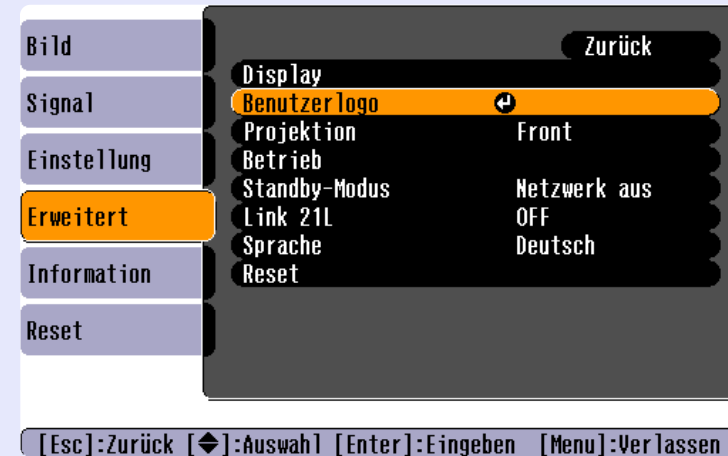 Bild
Signal
Einstellung
Erweitert
Information
Reset
Zurück
Display
Benutzerlogo
Projektion Front
Betrieb
Standby-Modus Netzwerk aus
Link 21L OFF
Sprache Deutsch
Reset
[Esc]:Zurück [◆]:Auswahl [Enter]:Eingeben [Menu]:Verlassen